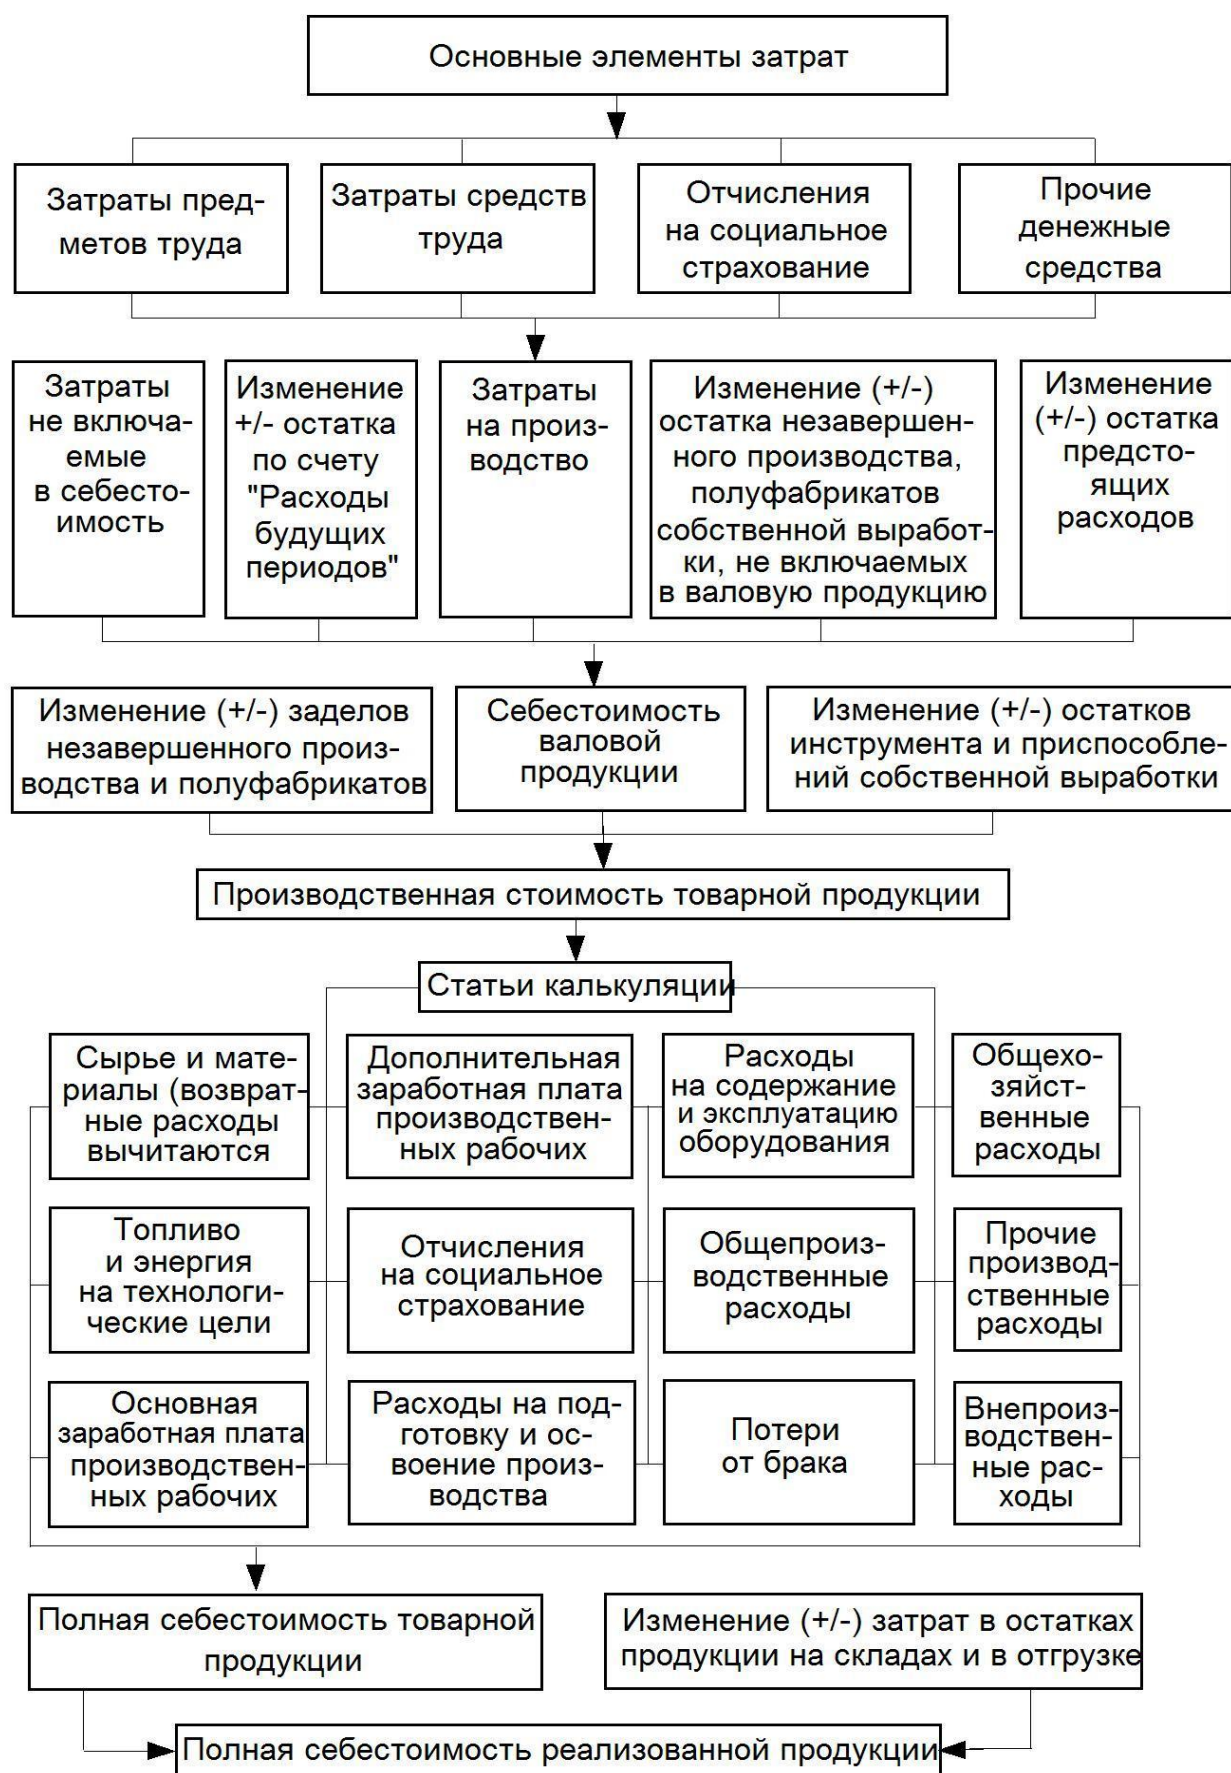 Основные элементы затрат
Затраты пред-
метов труда
Затраты средств
труда
Отчисления
на социальное
страхование
Прочие
денежные
средства
Затраты
не включа-
емые
в себесто-
имость
Изменение
+/- остатка
по счету
"Расходы
будущих
периодов"
Затраты
на произ-
водство
Изменение (+/-)
остатка незавершен-
ного производства,
полуфабрикатов
собственной выработ-
ки, не включаемых
в валовую продукцию
Изменение
(+/-) остатка
предсто-
ящих
расходов
Изменение (+/-) заделов
незавершенного произ-
водства и полуфабрикатов
Себестоимость
валовой
продукции
Изменение (+/-) остатков
инструмента и приспособле-
ний собственной выработки
Производственная стоимость товарной продукции
Статьи калькуляции
Сырье и мате-
риалы (возврат-
ные расходы
вычитаются
Дополнительная
заработная плата
производствен-
ных рабочих
Расходы
на содержание
и эксплуатацию
оборудования
Общехо-
зяйст-
венные
расходы
Топливо
и энергия
на технологи-
ческие цели
Отчисления
на социальное
страхование
Общепроиз-
водственные
расходы
Прочие
производ-
ственные
расходы
Основная
заработная плата
производствен-
ных рабочих
Расходы на под-
готовку и ос-
воение произ-
водства
Потери
от брака
Внепроиз-
водствен-
ные рас-
ходы
Полная себестоимость товарной
продукции
Изменение (+/-) затрат в остатках
продукции на складах и в отгрузке
Полная себестоимость реализованной продукции